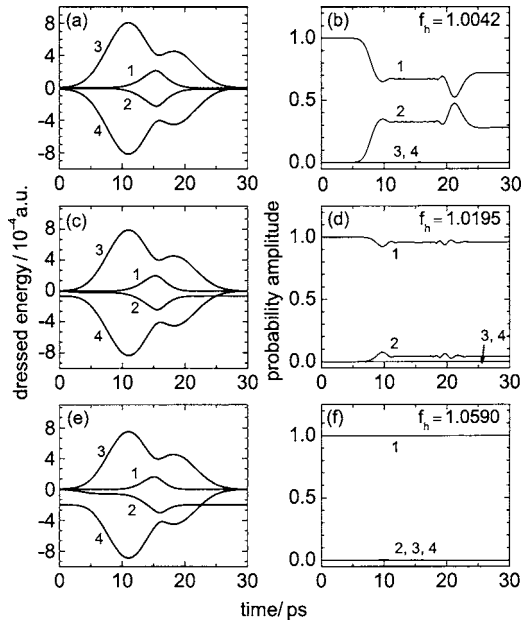 (a)
8
4
0
-4
-8
3
1
2
4
0 10 20 30
(b) f_h = 1.0042
1.0
0.5
0.0
1
2
3, 4
0 10 20 30
(c)
8
4
0
-4
-8
3
1
2
4
0 10 20 30
(d) f_h = 1.0195
1.0
0.5
0.0
1
2
3, 4
0 10 20 30
(e)
8
4
0
-4
-8
3
1
2
4
0 10 20 30
(f) f_h = 1.0590
1.0
0.5
0.0
1
2, 3, 4
0 10 20 30
dressed energy / 10⁻⁴ a.u.
probability amplitude
time/ ps